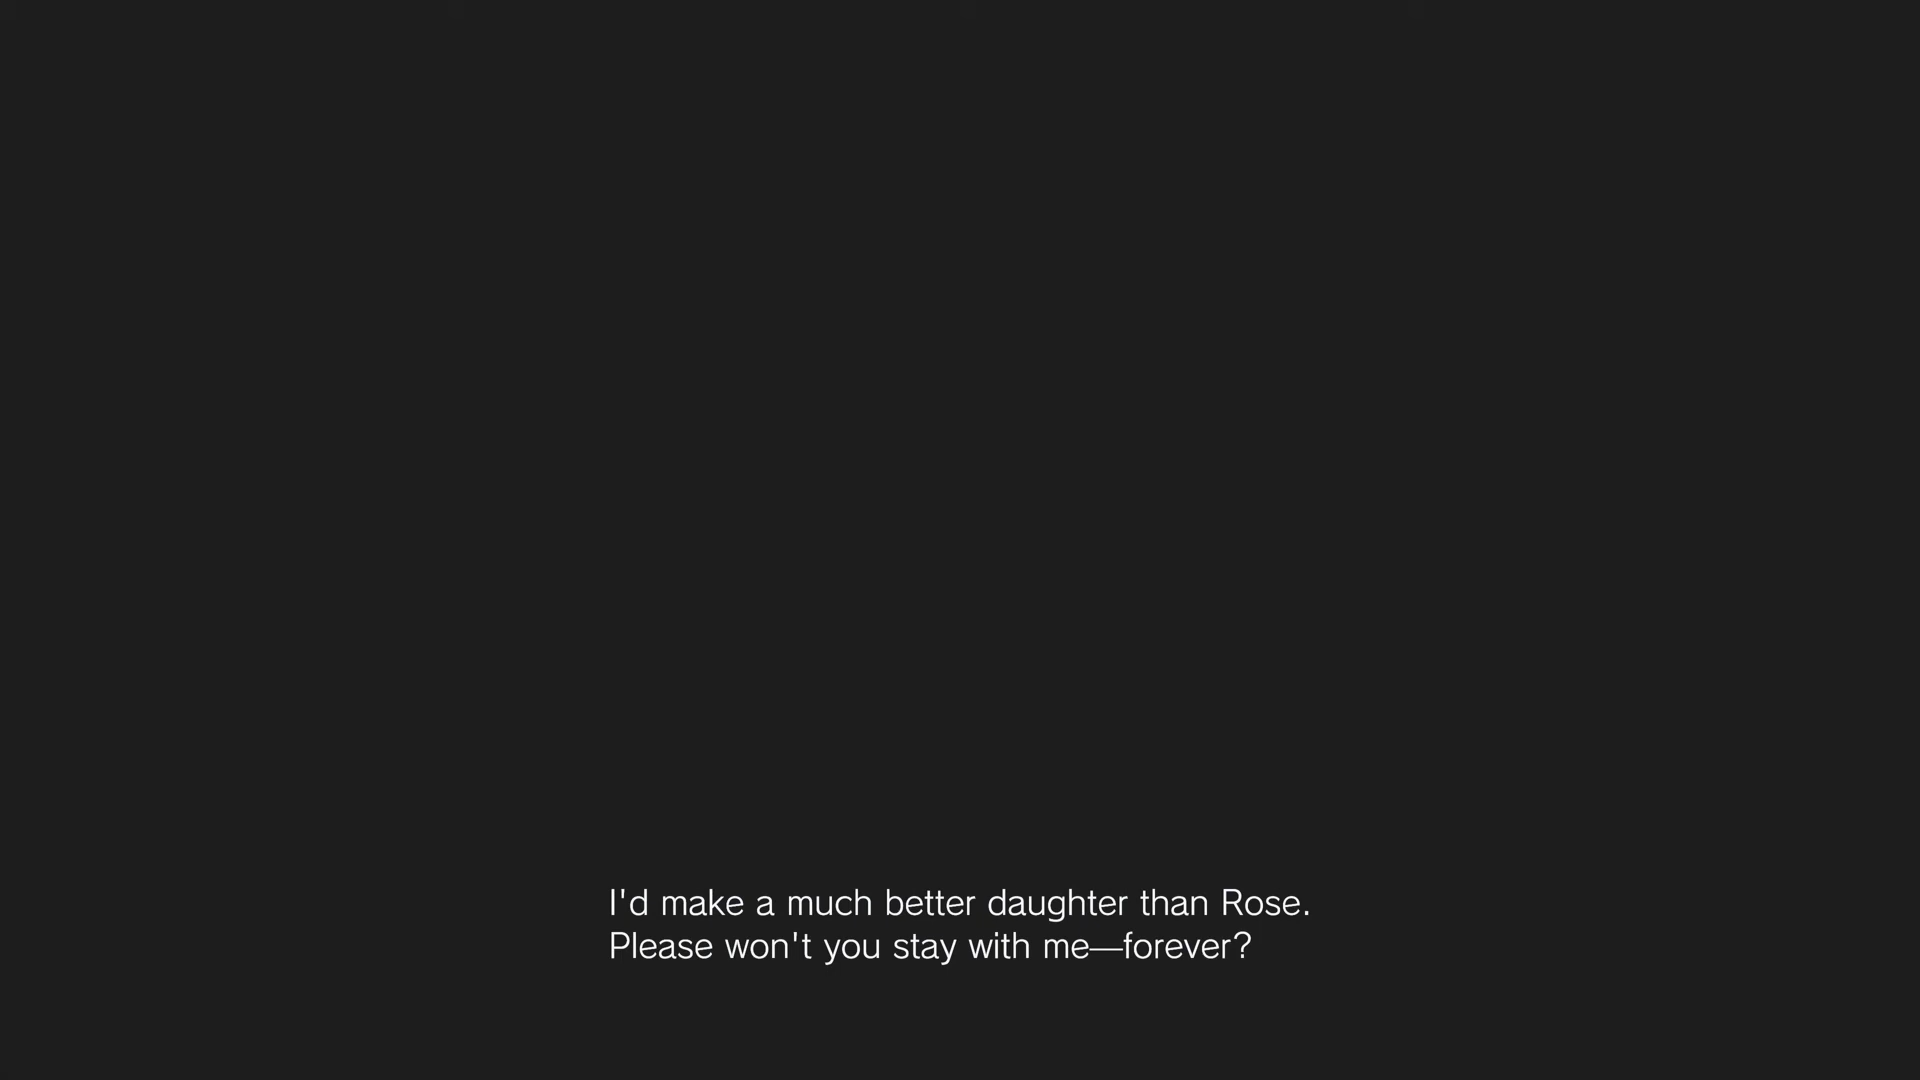 I'd make a much better daughter than Rose.
Please won't you stay with me—forever?